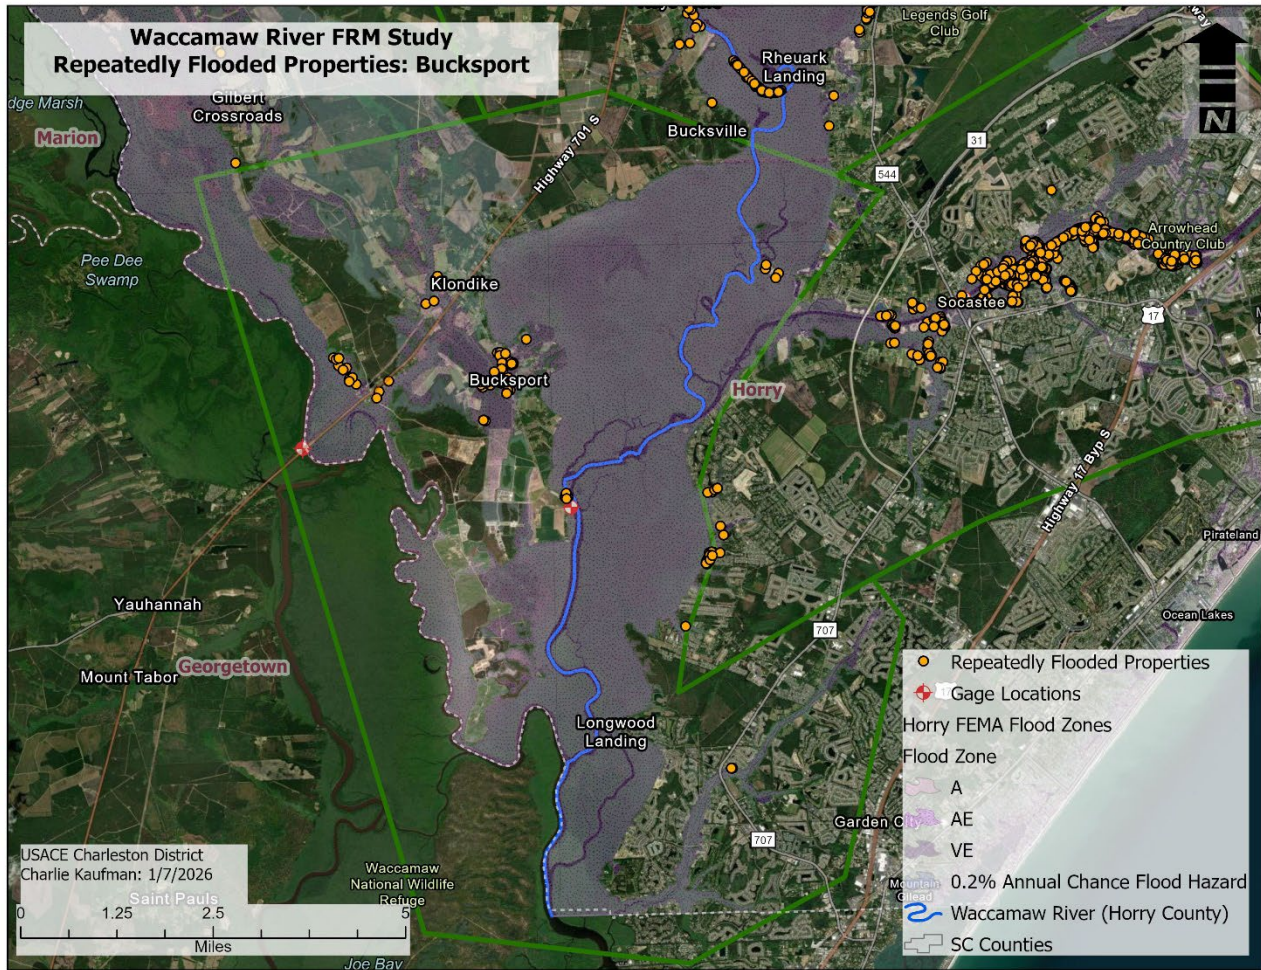 Waccamaw River FRM Study
Repeatedly Flooded Properties: Bucksport
Legends Golf
Club
Rheuark
Landing
dge Marsh
Gilbert
Crossroads
Marion
Bucksville
Highway 701 S
31
544
N
Pee Dee
Swamp
Arrowhead
Country Club
Klondike
Socastee
17
Bucksport
Horry
Highway 17 Byp S
Pirateland
Yauhannah
Ocean Lakes
707
Georgetown
Mount Tabor
Longwood
Landing
Garden City
707
Waccamaw
National Wildlife
Refuge
Mountain
Gilead
Repeatedly Flooded Properties
Gage Locations
Horry FEMA Flood Zones
Flood Zone
A
AE
VE
0.2% Annual Chance Flood Hazard
Waccamaw River (Horry County)
SC Counties
USACE Charleston District
Charlie Kaufman: 1/7/2026
Saint Pauls
0 1.25 2.5 5
Miles
Joe Bay